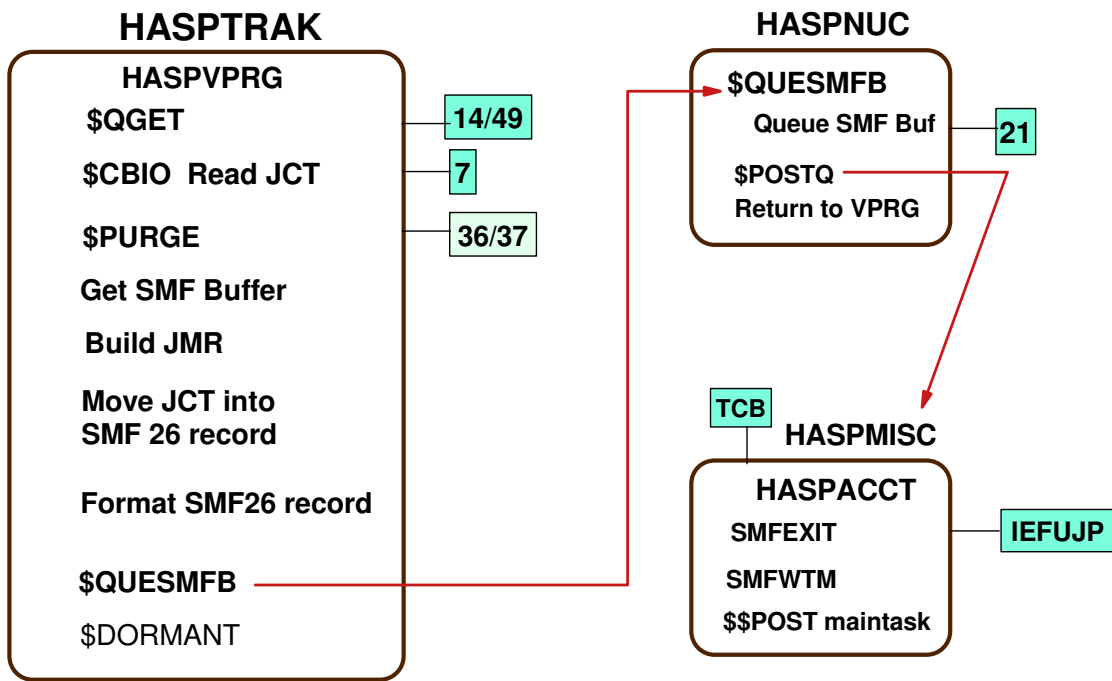 HASPTRAK
HASPVPRG
$QGET
14/49
$CBIO Read JCT
7
$PURGE
36/37
Get SMF Buffer
Build JMR
Move JCT into
SMF 26 record
Format SMF26 record
$QUESMFB
$DORMANT
HASPNUC
$QUESMFB
Queue SMF Buf
21
$POSTQ
Return to VPRG
TCB
HASPMISC
HASPACCT
SMFEXIT
IEFUJP
SMFWTM
$$POST maintask